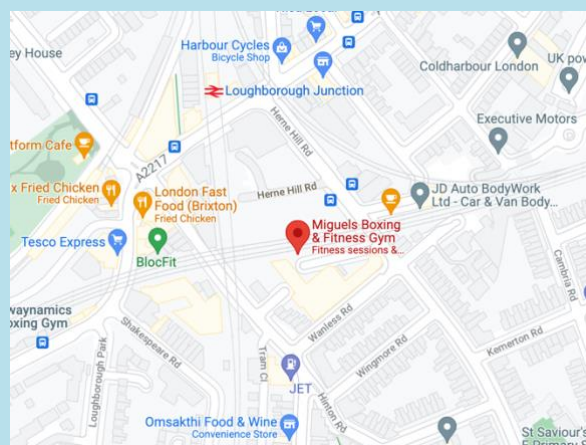 ey House
Harbour Cycles
Bicycle Shop
Coldharbour London
UK pow
Loughborough Junction
Executive Motors
tform Cafe
A2217
Herne Hill Rd
x Fried Chicken
Fried Chicken
London Fast
Food (Brixton)
Fried Chicken
Herne Hill Rd
JD Auto BodyWork
Ltd - Car & Van Body...
Tesco Express
BlocFit
Miguels Boxing
& Fitness Gym
Fitness sessions &...
Cambria Rd
waynamics
oxing Gym
Shakespeare Rd
Loughborough Park
Wanless Rd
Wingmore Rd
Kemerton Rd
Tram Cl
JET
Hinton Rd
Omsakthi Food & Wine
Convenience Store
St Saviour's